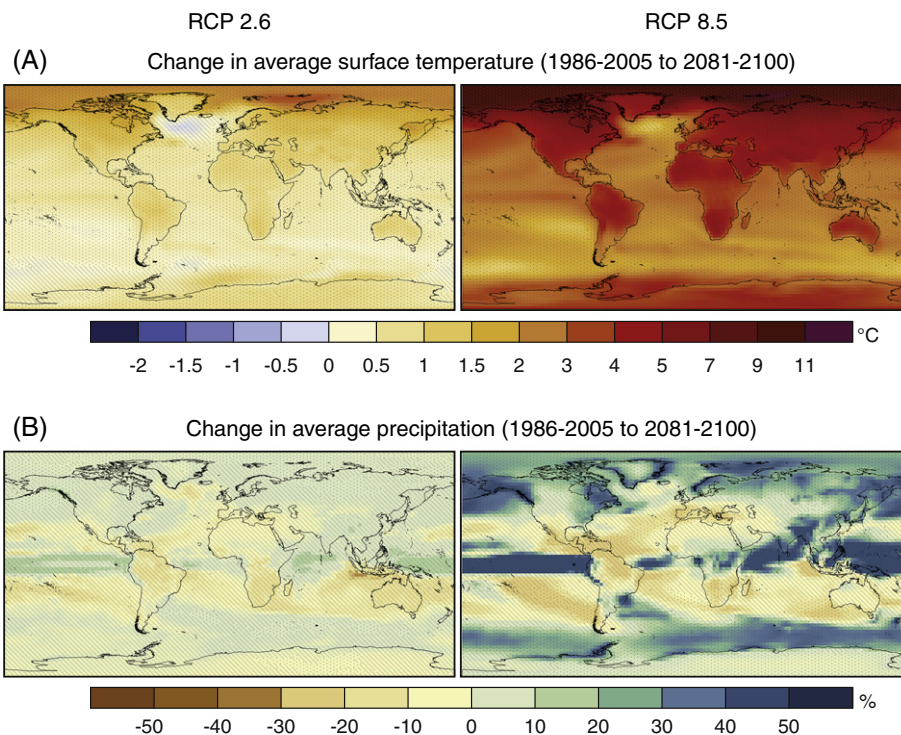 RCP 2.6 RCP 8.5
(A) Change in average surface temperature (1986-2005 to 2081-2100)
°C
-2 -1.5 -1 -0.5 0 0.5 1 1.5 2 3 4 5 7 9 11
(B) Change in average precipitation (1986-2005 to 2081-2100)
%
-50 -40 -30 -20 -10 0 10 20 30 40 50